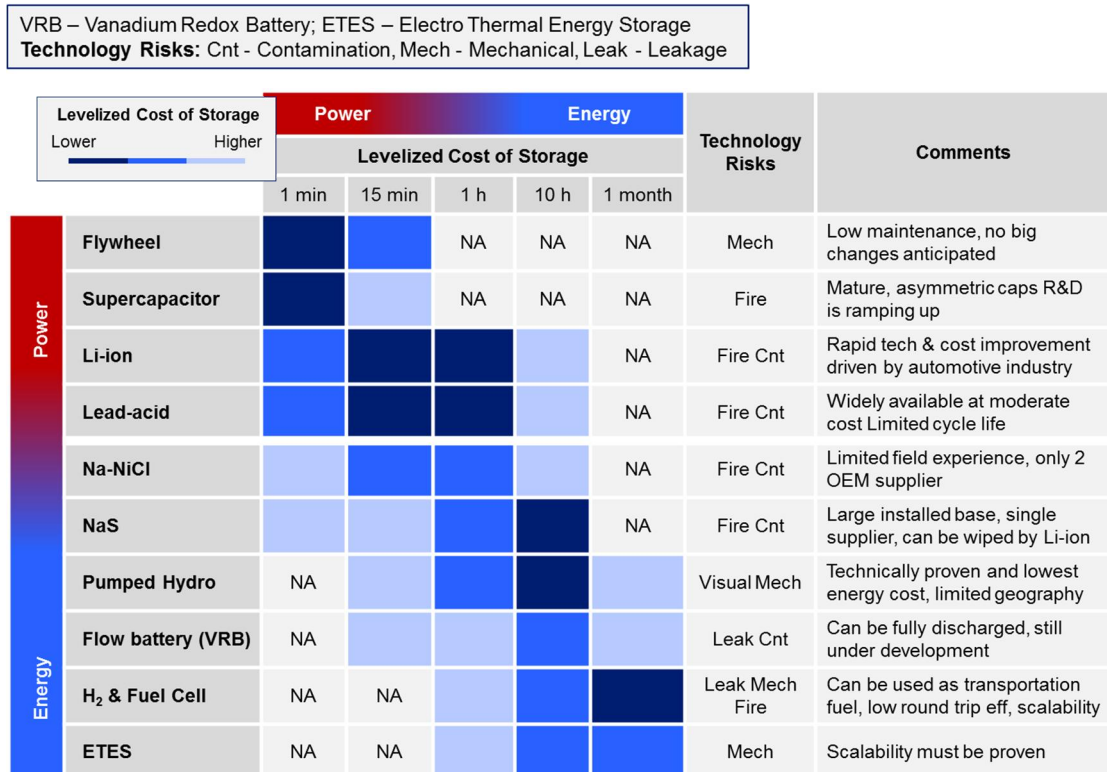 VRB – Vanadium Redox Battery; ETES – Electro Thermal Energy Storage
Technology Risks: Cnt - Contamination, Mech - Mechanical, Leak - Leakage
Levelized Cost of Storage
Lower Higher
Power Energy
Levelized Cost of Storage
Technology
Risks
Comments
1 min 15 min 1 h 10 h 1 month
Power
Energy
Flywheel NA NA NA Mech
Low maintenance, no big
changes anticipated
Supercapacitor NA NA NA Fire
Mature, asymmetric caps R&D
is ramping up
Li-ion NA Fire Cnt
Rapid tech & cost improvement
driven by automotive industry
Lead-acid NA Fire Cnt
Widely available at moderate
cost Limited cycle life
Na-NiCl NA Fire Cnt
Limited field experience, only 2
OEM supplier
NaS NA Fire Cnt
Large installed base, single
supplier, can be wiped by Li-ion
Pumped Hydro NA Visual Mech
Technically proven and lowest
energy cost, limited geography
Flow battery (VRB) NA Leak Cnt
Can be fully discharged, still
under development
H₂ & Fuel Cell NA NA Leak Mech
Fire
Can be used as transportation
fuel, low round trip eff, scalability
ETES NA NA Mech
Scalability must be proven